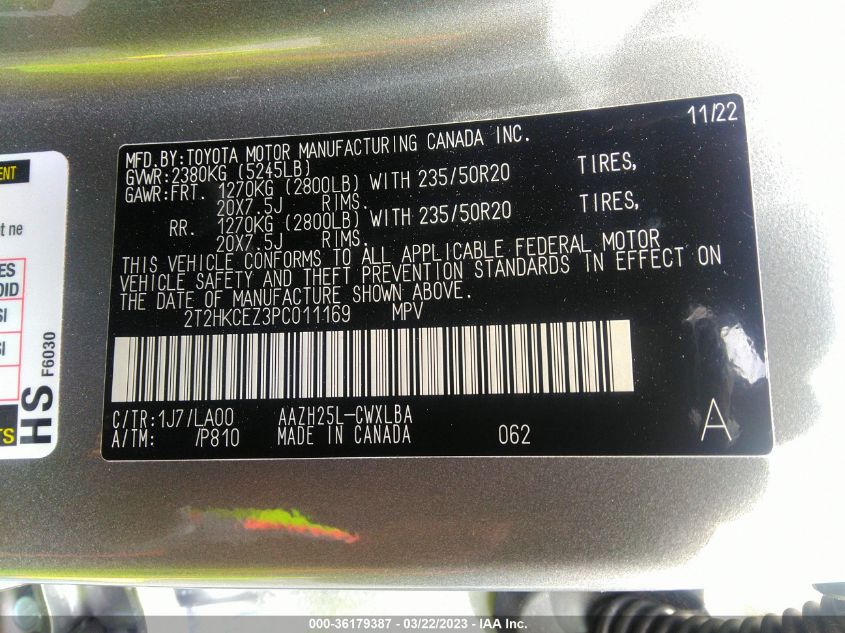 11/22
MFD.BY:TOYOTA MOTOR MANUFACTURING CANADA INC.
GVWR:2380KG (5245LB)
GAWR:FRT. 1270KG (2800LB) WITH 235/50R20 TIRES,
20X7.5J RIMS.
RR. 1270KG (2800LB) WITH 235/50R20 TIRES,
20X7.5J RIMS.
THIS VEHICLE CONFORMS TO ALL APPLICABLE FEDERAL MOTOR
VEHICLE SAFETY AND THEFT PREVENTION STANDARDS IN EFFECT ON
THE DATE OF MANUFACTURE SHOWN ABOVE.
2T2HKCEZ3PC011169 MPV
C/TR:1J7/LA00 AAZH25L-CWXLBA
A/TM: /P810 MADE IN CANADA 062 A
HS F6030
000-36179387 - 03/22/2023 - IAA Inc.